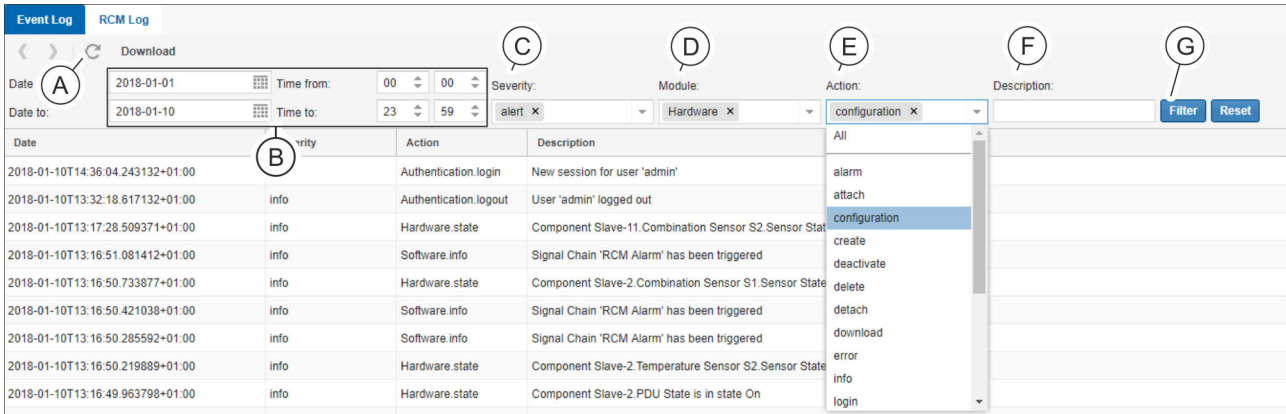 Event Log RCM Log
Download
C D E F G
A
Date 2018-01-01 Time from: 00 00 Severity: Module: Action: Description:
Date to: 2018-01-10 Time to: 23 59 alert × Hardware × configuration × Filter Reset
B
Date erity Action Description
2018-01-10T14:36:04.243132+01:00 Authentication.login New session for user 'admin'
2018-01-10T13:32:18.617132+01:00 info Authentication.logout User 'admin' logged out
2018-01-10T13:17:28.509371+01:00 info Hardware.state Component Slave-11.Combination Sensor S2.Sensor Stat
2018-01-10T13:16:51.081412+01:00 info Software.info Signal Chain 'RCM Alarm' has been triggered
2018-01-10T13:16:50.733877+01:00 info Hardware.state Component Slave-2.Combination Sensor S1.Sensor State
2018-01-10T13:16:50.421038+01:00 info Software.info Signal Chain 'RCM Alarm' has been triggered
2018-01-10T13:16:50.285592+01:00 info Software.info Signal Chain 'RCM Alarm' has been triggered
2018-01-10T13:16:50.219889+01:00 info Hardware.state Component Slave-2.Temperature Sensor S2.Sensor State
2018-01-10T13:16:49.963798+01:00 info Hardware.state Component Slave-2.PDU State is in state On
All
alarm
attach
configuration
create
deactivate
delete
detach
download
error
info
login